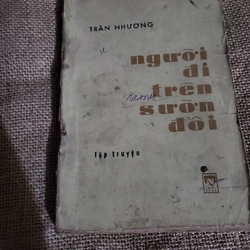 TRẦN NHƯƠNG
người
đi
trên
sườn
đồi
tập truyện